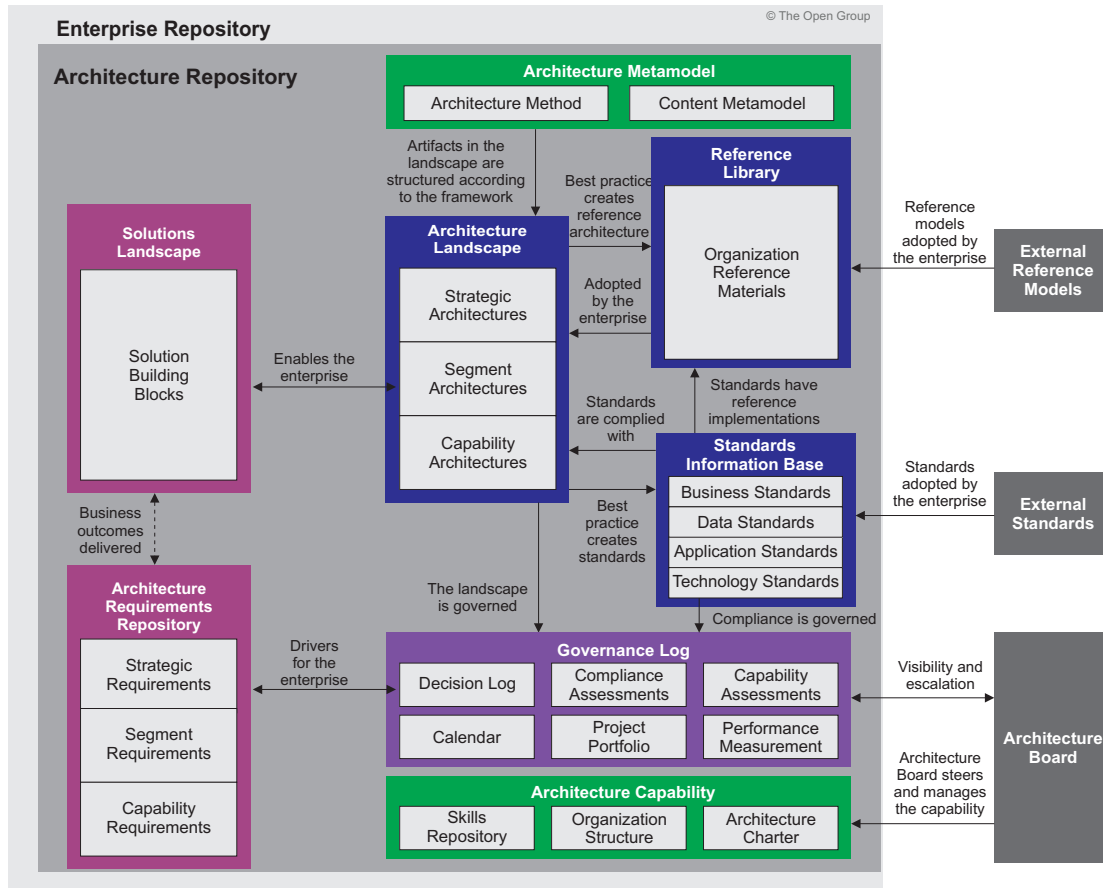 © The Open Group
Enterprise Repository
Architecture Repository
Architecture Metamodel
Architecture Method
Content Metamodel
Artifacts in the
landscape are
structured according
to the framework
Best practice
creates
reference
architecture
Reference
Library
Organization
Reference
Materials
Reference
models
adopted by
the enterprise
External
Reference
Models
Solutions
Landscape
Solution
Building
Blocks
Enables the
enterprise
Architecture
Landscape
Strategic
Architectures
Segment
Architectures
Capability
Architectures
Adopted
by the
enterprise
Standards
are complied
with
Standards have
reference
implementations
Standards
Information Base
Business Standards
Data Standards
Application Standards
Technology Standards
Standards
adopted by
the enterprise
External
Standards
Best
practice
creates
standards
Business
outcomes
delivered
The landscape
is governed
Compliance is governed
Architecture
Requirements
Repository
Strategic
Requirements
Segment
Requirements
Capability
Requirements
Drivers
for the
enterprise
Governance Log
Decision Log
Compliance
Assessments
Capability
Assessments
Calendar
Project
Portfolio
Performance
Measurement
Visibility and
escalation
Architecture
Board
Architecture
Board steers
and manages
the capability
Architecture Capability
Skills
Repository
Organization
Structure
Architecture
Charter